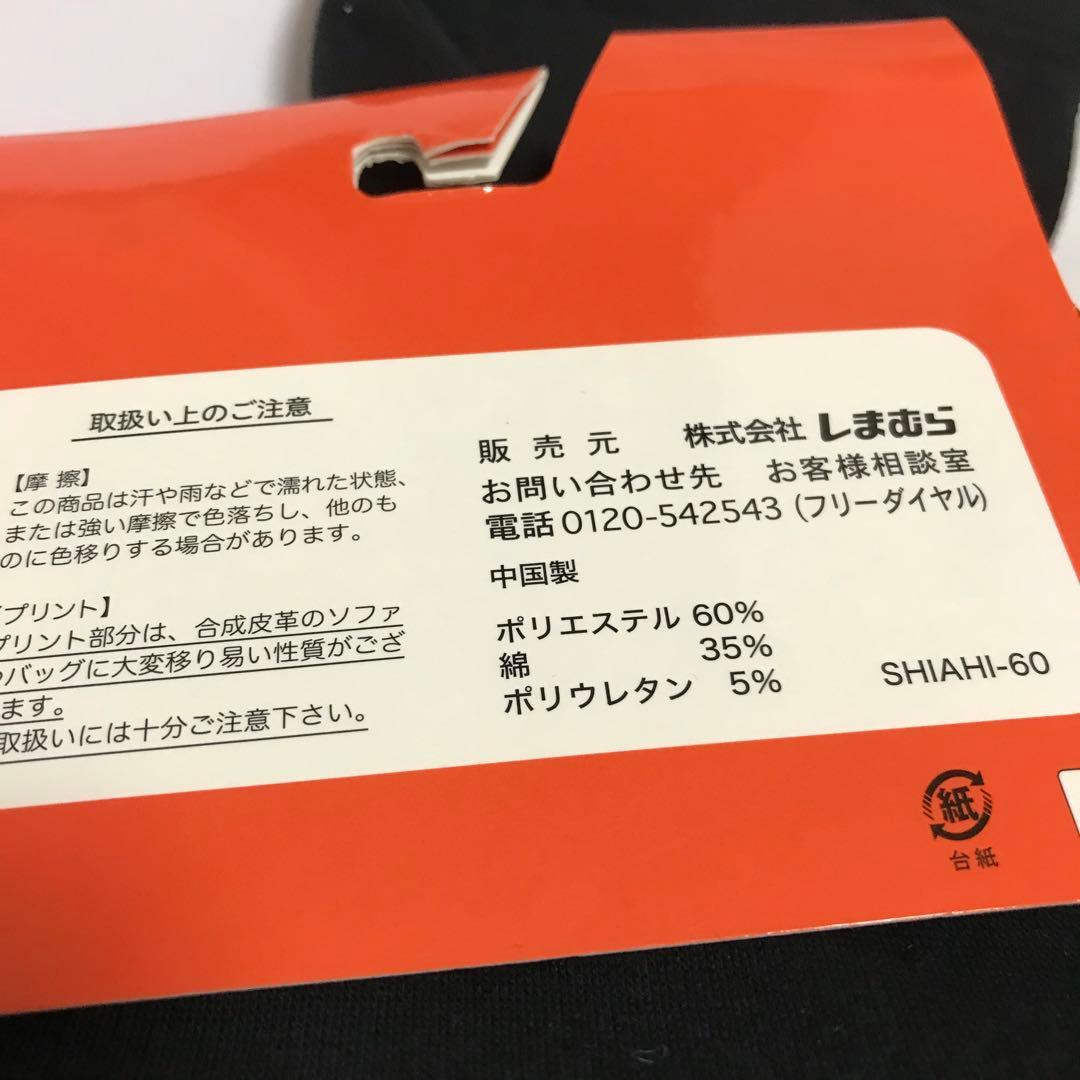 取扱い上のご注意
【摩 擦】
この商品は汗や雨などで濡れた状態、
または強い摩擦で色落ちし、他のも
のに色移りする場合があります。
プリント】
プリント部分は、合成皮革のソファ
バッグに大変移り易い性質がござ
ます。
取扱いには十分ご注意下さい。
販 売 元 株式会社 しまむら
お問い合わせ先 お客様相談室
電話 0120-542543 (フリーダイヤル)
中国製
ポリエステル 60%
綿 35%
ポリウレタン 5%
SHIAHI-60
紙
台紙